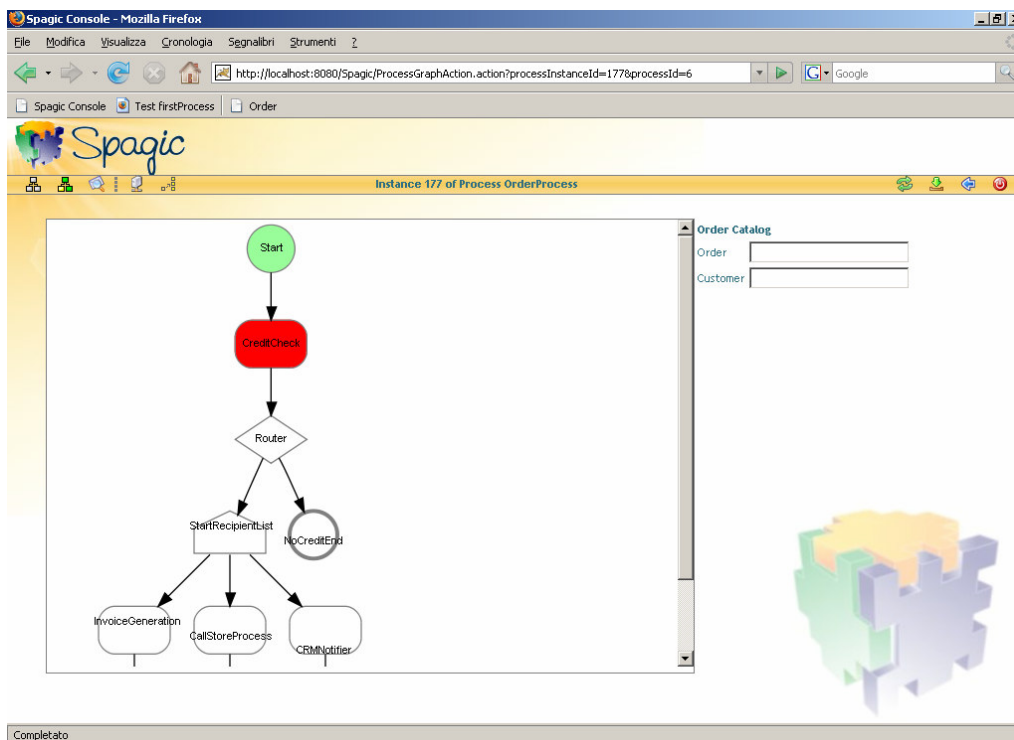 Spagic Console - Mozilla Firefox
File Modifica Visualizza Cronologia Segnalibri Strumenti ?
http://localhost:8080/Spagic/ProcessGraphAction.action?processInstanceId=177&processId=6
G Google
Spagic Console Test firstProcess Order
Spagic
Instance 177 of Process OrderProcess
Order Catalog
Order
Customer
Start
CreditCheck
Router
StartRecipientList
NoCreditEnd
InvoiceGeneration
CallStoreProcess
CRMNotifier
Completato